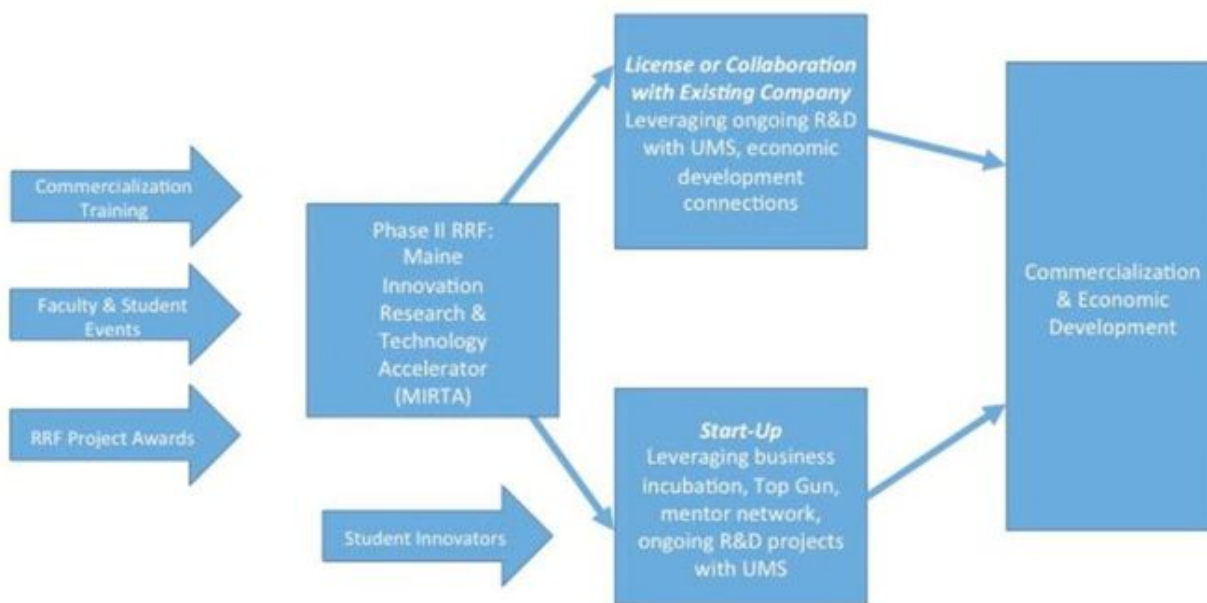 Commercialization
Training
Faculty & Student
Events
RRF Project Awards
Phase II RRF:
Maine
Innovation
Research &
Technology
Accelerator
(MIRTA)
Student Innovators
License or Collaboration
with Existing Company
Leveraging ongoing R&D
with UMS, economic
development
connections
Start-Up
Leveraging business
incubation, Top Gun,
mentor network,
ongoing R&D projects
with UMS
Commercialization
& Economic
Development